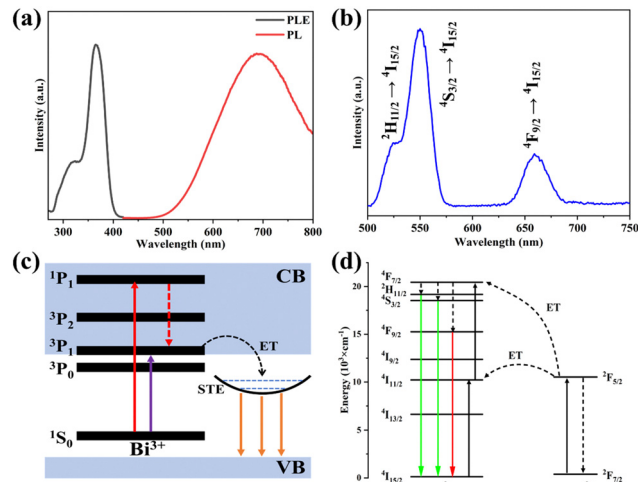 (a)
PLE
PL
Intensity (a.u.)
300 400 500 600 700 800
Wavelength (nm)
(b)
²H₁₁/₂ → ⁴I₁₅/₂
⁴S₃/₂ → ⁴I₁₅/₂
⁴F₉/₂ → ⁴I₁₅/₂
Intensity (a.u.)
500 550 600 650 700 750
Wavelength (nm)
(c)
CB
¹P₁
³P₂
³P₁
³P₀
ET
STE
¹S₀
Bi³⁺
VB
(d)
Energy (10³×cm⁻¹)
20
15
10
5
0
⁴F₇/₂
²H₁₁/₂
⁴S₃/₂
⁴F₉/₂
⁴I₉/₂
⁴I₁₁/₂
⁴I₁₃/₂
⁴I₁₅/₂
ET
ET
²F₅/₂
²F₇/₂